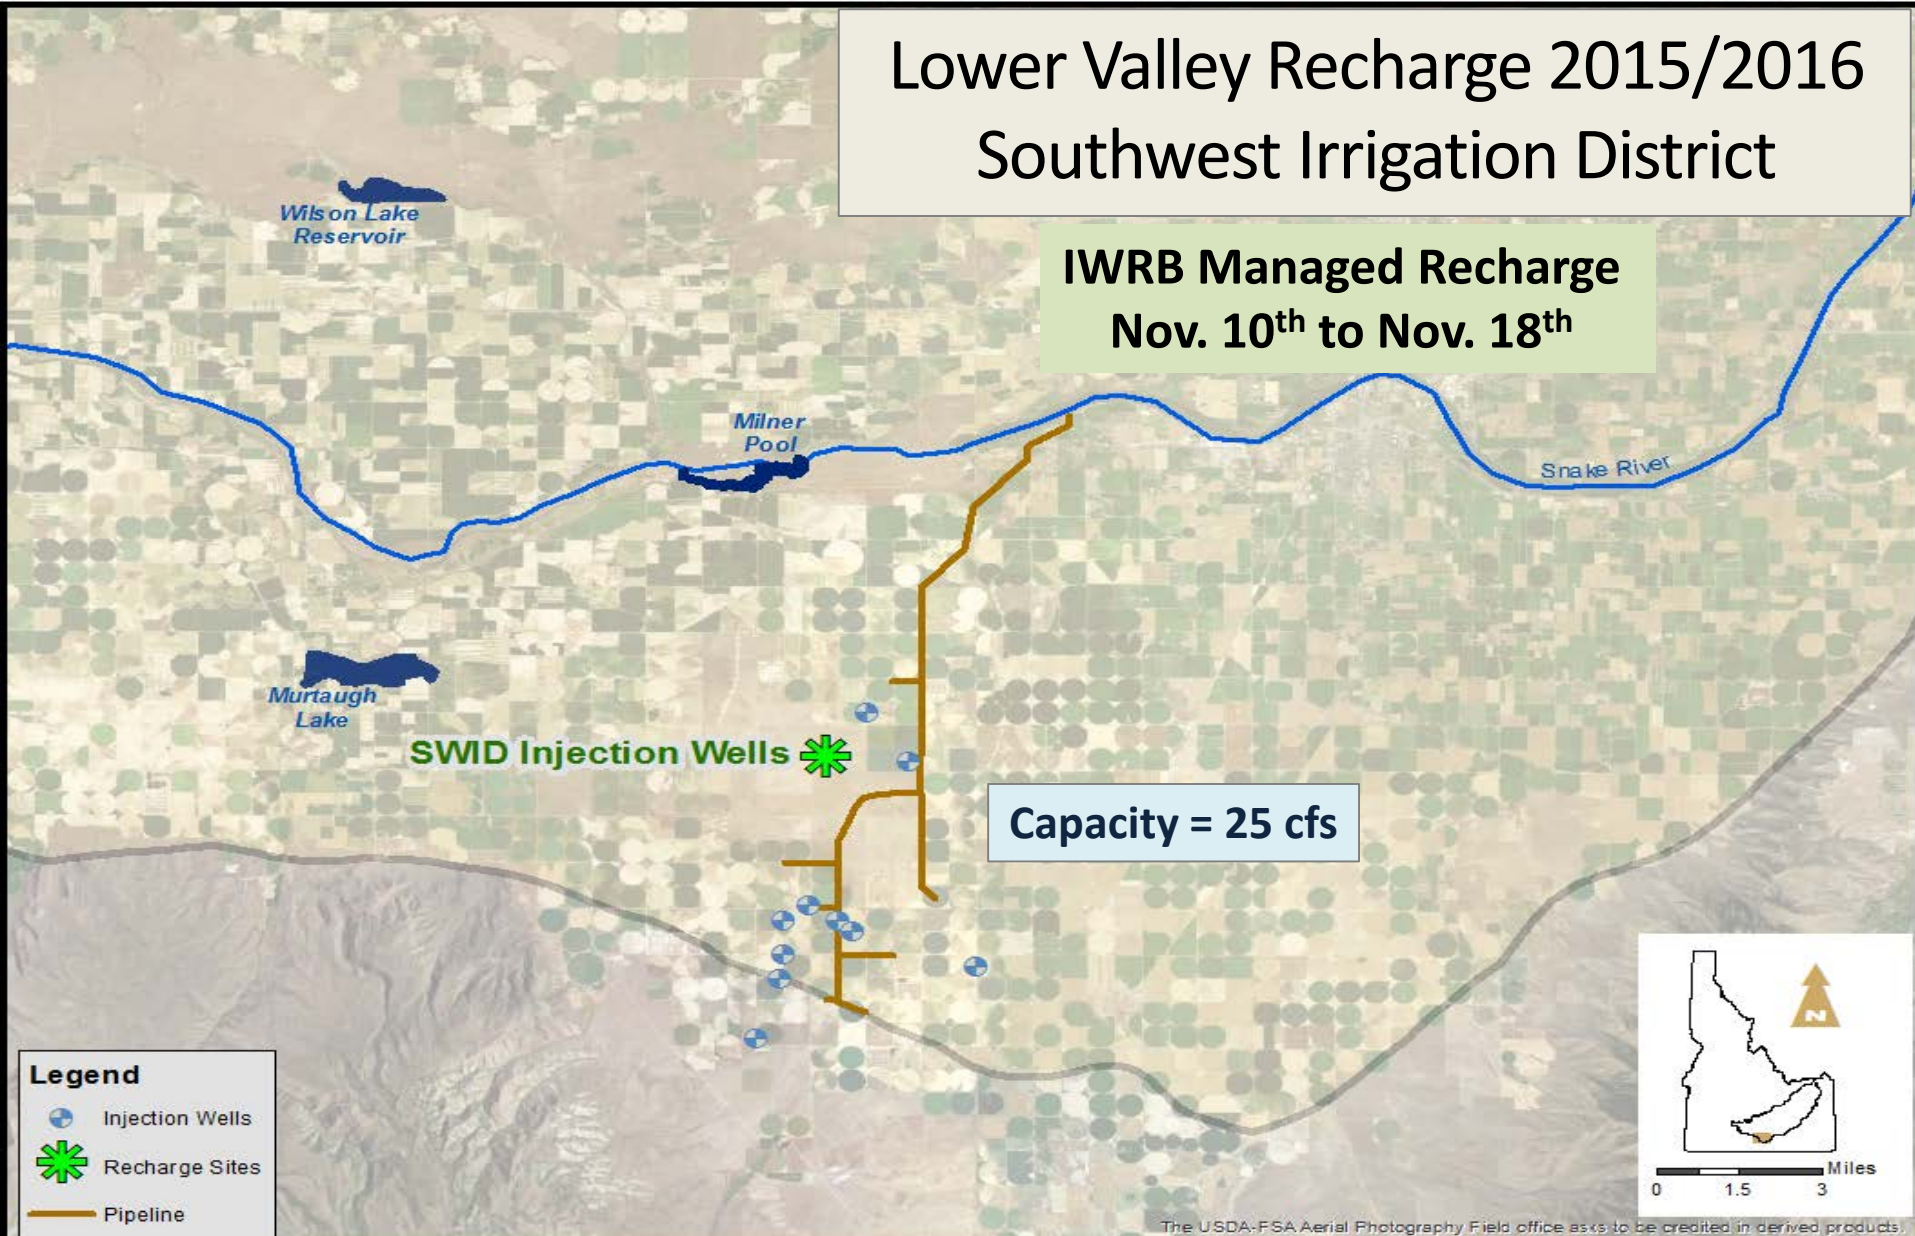 Lower Valley Recharge 2015/2016
Southwest Irrigation District
IWRB Managed Recharge
Nov. 10th to Nov. 18th
Wilson Lake
Reservoir
Milner
Pool
Snake River
Murtaugh
Lake
SWID Injection Wells
Capacity = 25 cfs
Legend
Injection Wells
Recharge Sites
Pipeline
N
Miles
0 1.5 3
The USDA-FSA Aerial Photography Field office asks to be credited in derived products.